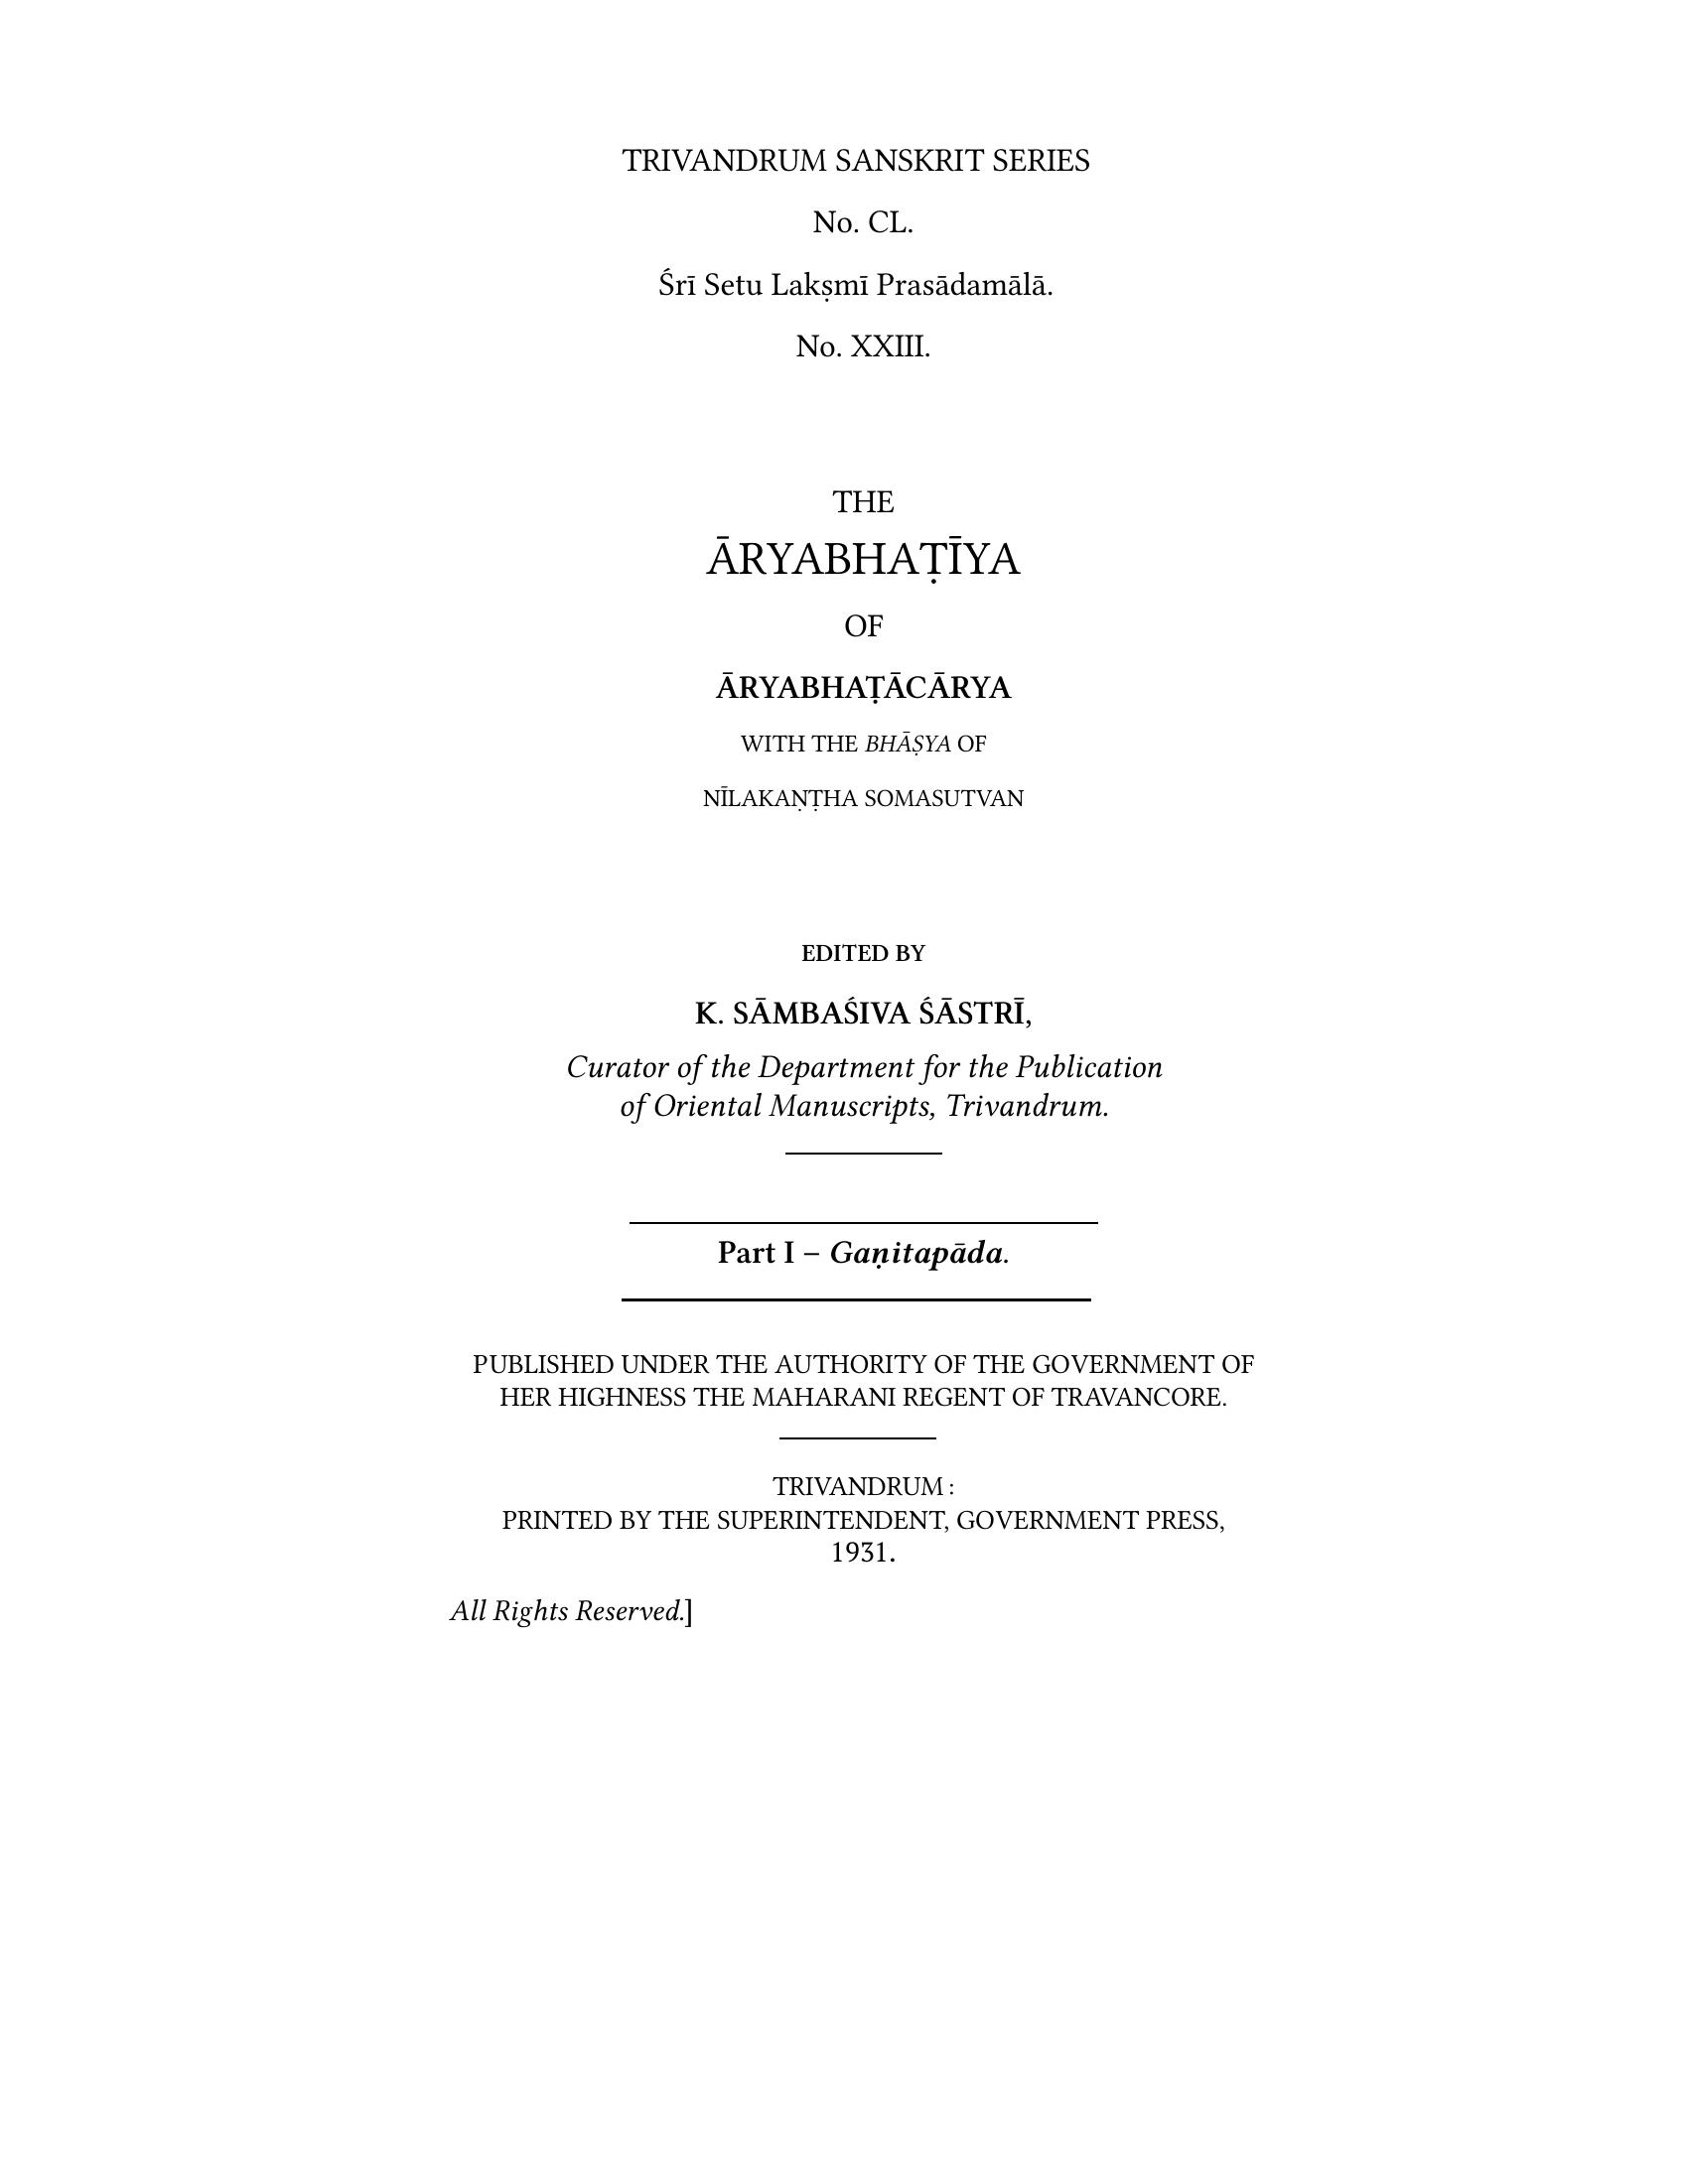 TRIVANDRUM SANSKRIT SERIES
No. CL.
Śrī Setu Lakṣmī Prasādamālā.
No. XXIII.
THE
ĀRYABHAṬĪYA
OF
ĀRYABHAṬĀCĀRYA
WITH THE BHĀṢYA OF
NĪLAKAṆṬHA SOMASUTVAN
EDITED BY
K. SĀMBAŚIVA ŚĀSTRĪ,
Curator of the Department for the Publication
of Oriental Manuscripts, Trivandrum.
Part I – Gaṇitapāda.
PUBLISHED UNDER THE AUTHORITY OF THE GOVERNMENT OF
HER HIGHNESS THE MAHARANI REGENT OF TRAVANCORE.
TRIVANDRUM :
PRINTED BY THE SUPERINTENDENT, GOVERNMENT PRESS,
1931.
All Rights Reserved.]